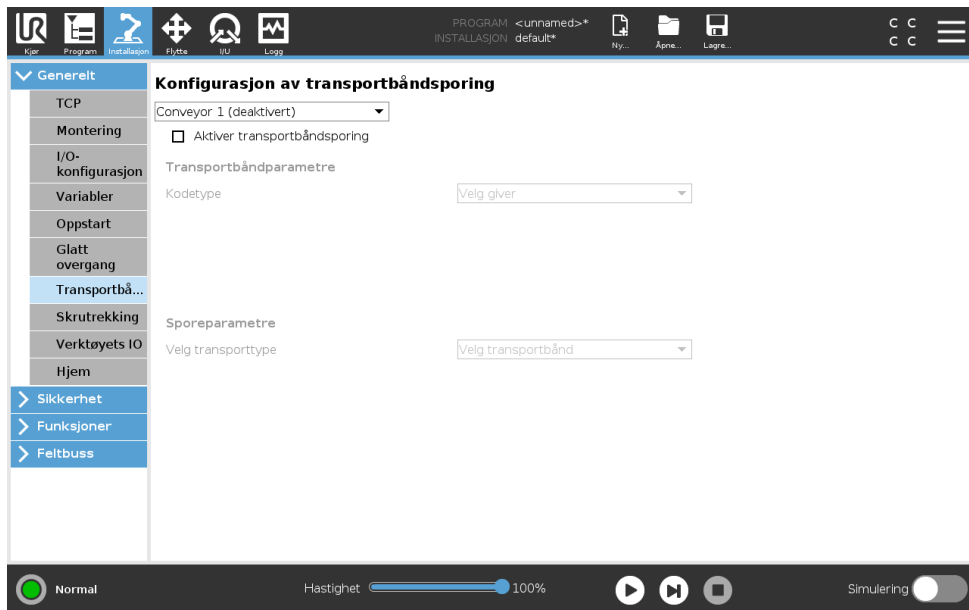 PROGRAM <unnamed>*
INSTALLASJON default*
C C
C C
Kjør Program Installasjon Flytte I/U Logg Ny... Åpne... Lagre...
Generelt
TCP
Montering
I/O-
konfigurasjon
Variabler
Oppstart
Glatt
overgang
Transportbå...
Skrutrekking
Verktøyets IO
Hjem
Sikkerhet
Funksjoner
Feltbuss
Konfigurasjon av transportbåndsporing
Conveyor 1 (deaktivert)
Aktiver transportbåndsporing
Transportbåndparametre
Kodetype Velg giver
Sporeparametre
Velg transporttype Velg transportbånd
Normal Hastighet 100% Simulering